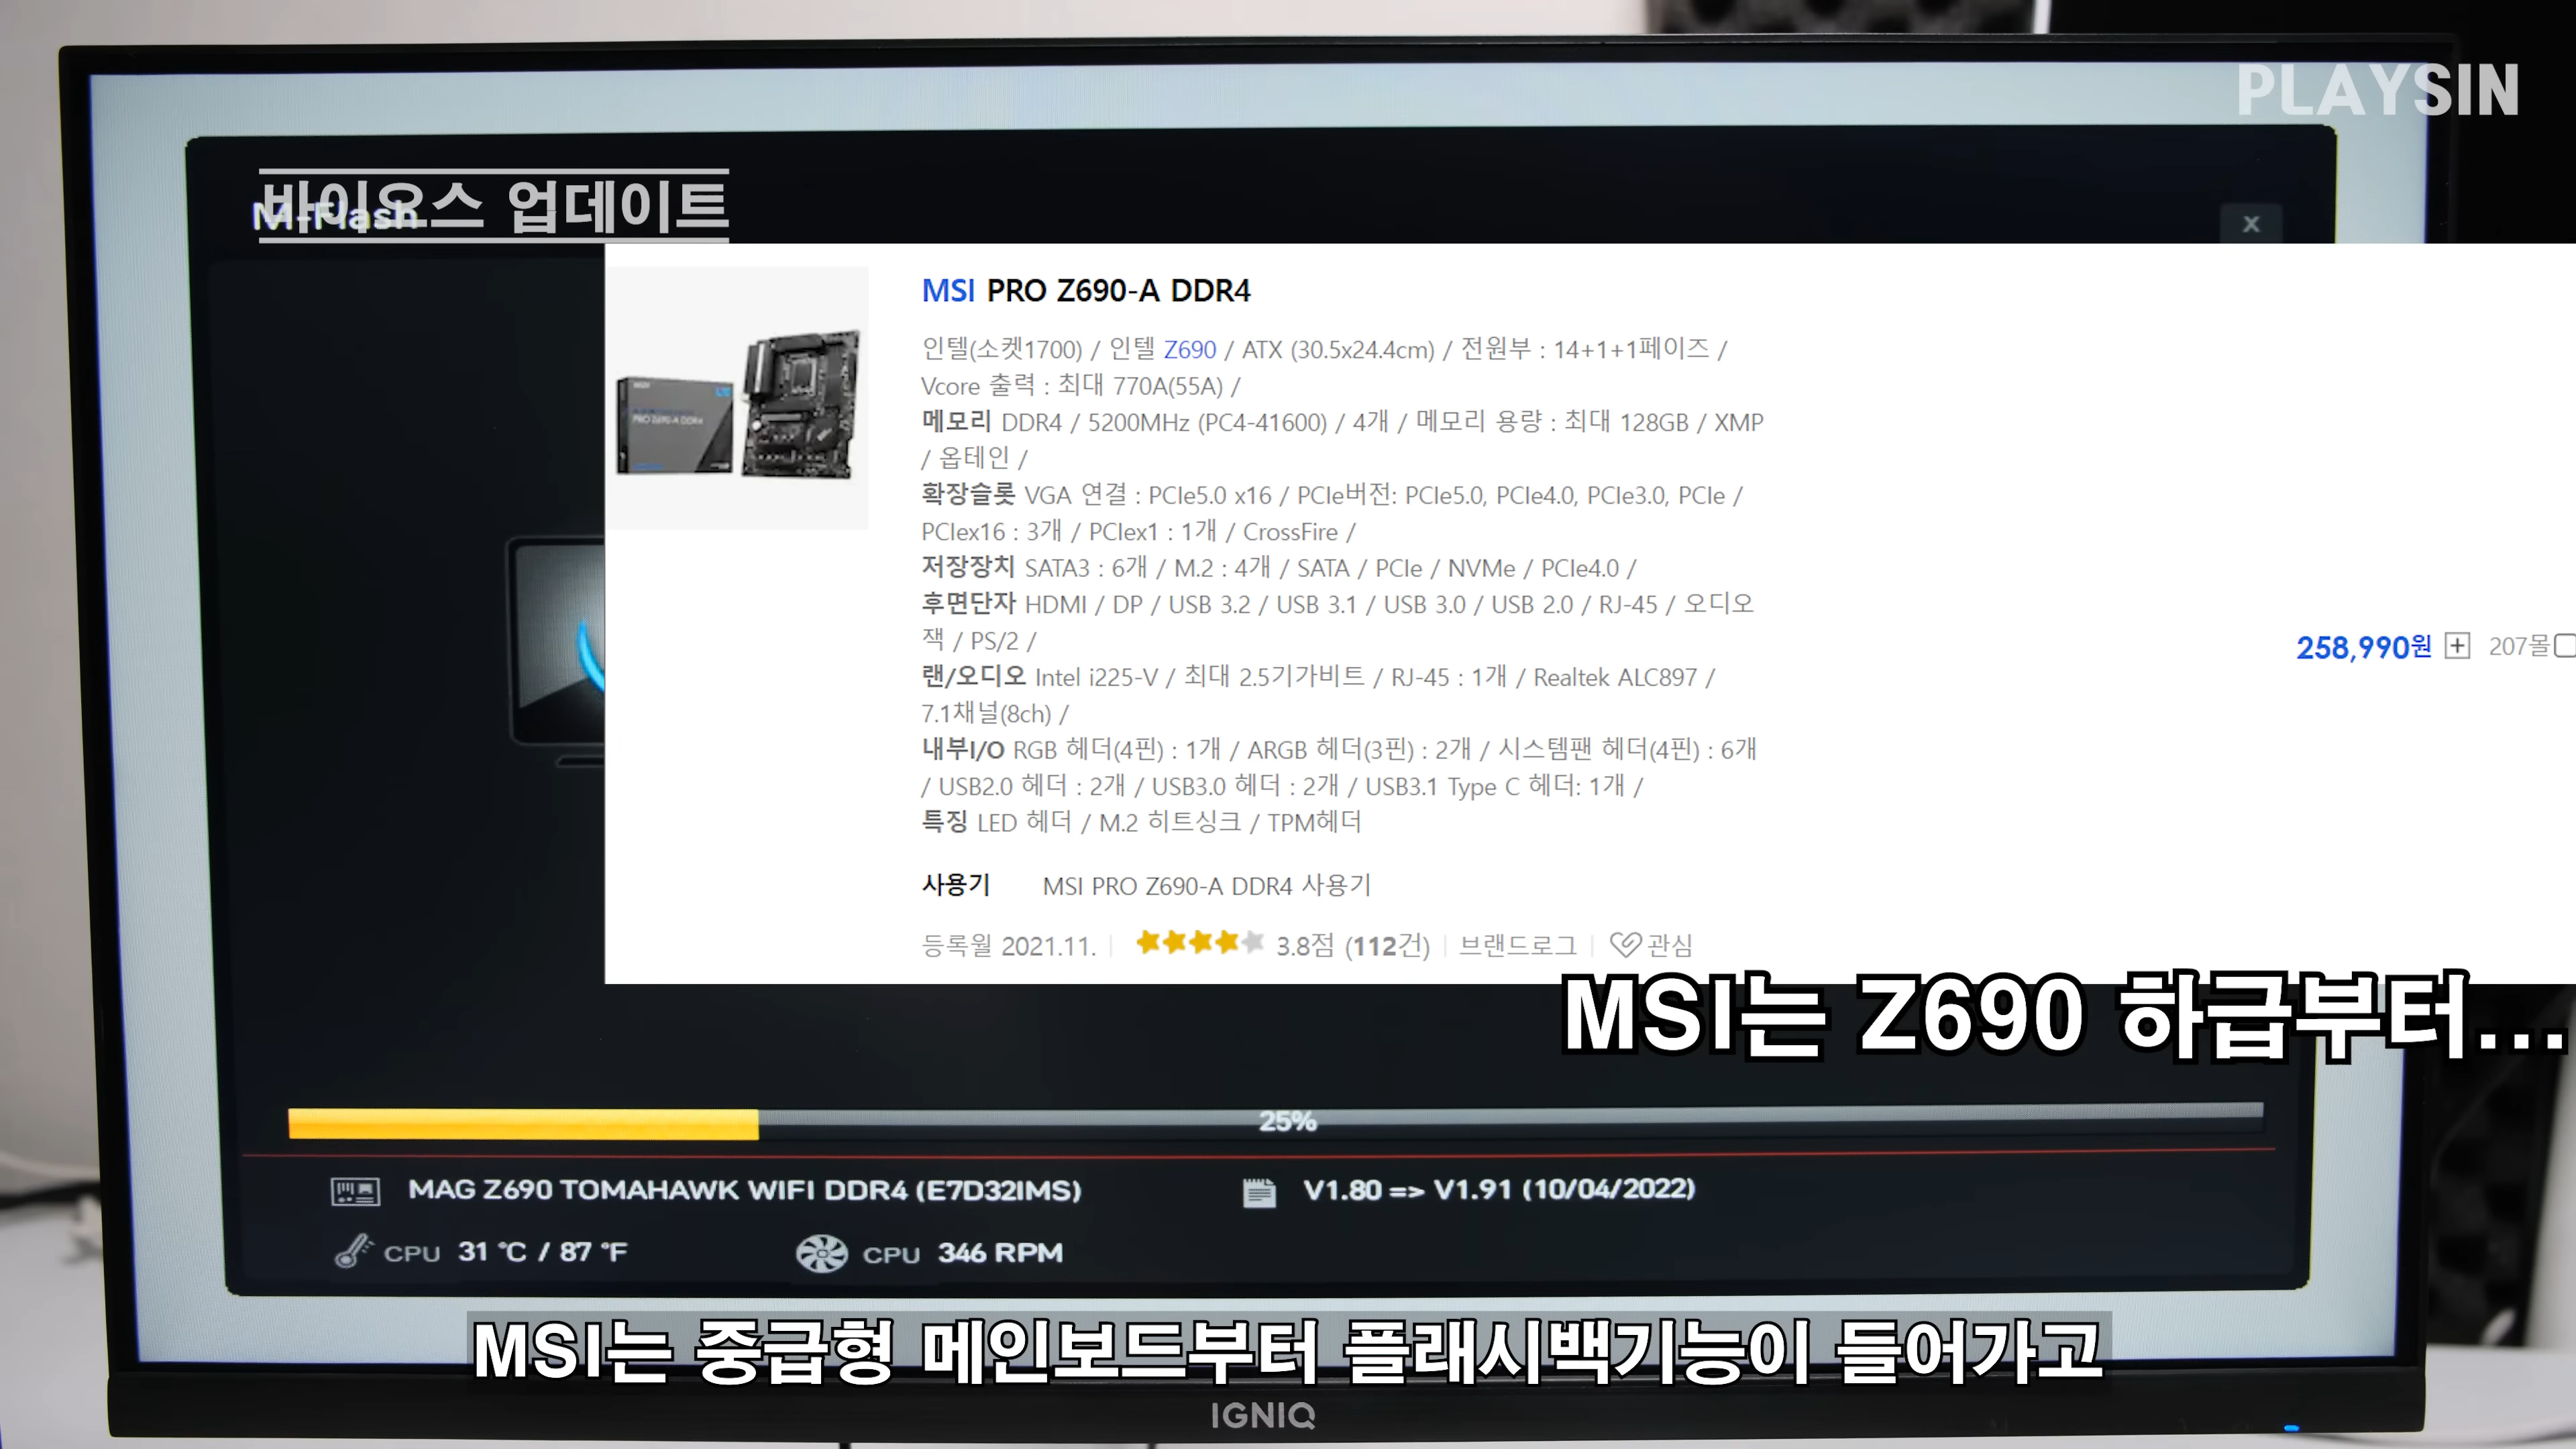 PLAYSIN
바이오스 업데이트
M-Flash
X
MSI PRO Z690-A DDR4
인텔(소켓1700) / 인텔 Z690 / ATX (30.5x24.4cm) / 전원부 : 14+1+1페이즈 /
Vcore 출력 : 최대 770A(55A) /
메모리 DDR4 / 5200MHz (PC4-41600) / 4개 / 메모리 용량 : 최대 128GB / XMP
/ 옵테인 /
확장슬롯 VGA 연결 : PCIe5.0 x16 / PCIe버전: PCIe5.0, PCIe4.0, PCIe3.0, PCIe /
PCIex16 : 3개 / PCIex1 : 1개 / CrossFire /
저장장치 SATA3 : 6개 / M.2 : 4개 / SATA / PCIe / NVMe / PCIe4.0 /
후면단자 HDMI / DP / USB 3.2 / USB 3.1 / USB 3.0 / USB 2.0 / RJ-45 / 오디오
잭 / PS/2 /
랜/오디오 Intel i225-V / 최대 2.5기가비트 / RJ-45 : 1개 / Realtek ALC897 /
7.1채널(8ch) /
내부I/O RGB 헤더(4핀) : 1개 / ARGB 헤더(3핀) : 2개 / 시스템팬 헤더(4핀) : 6개
/ USB2.0 헤더 : 2개 / USB3.0 헤더 : 2개 / USB3.1 Type C 헤더: 1개 /
특징 LED 헤더 / M.2 히트싱크 / TPM헤더
사용기 MSI PRO Z690-A DDR4 사용기
등록월 2021.11. 3.8점 (112건) 브랜드로그 관심
258,990원 207몰
PRO Z690-A DDR4
MSI는 Z690 하급부터...
25%
MAG Z690 TOMAHAWK WIFI DDR4 (E7D32IMS)
V1.80 => V1.91 (10/04/2022)
CPU 31 °C / 87 °F
CPU 346 RPM
MSI는 중급형 메인보드부터 플래시백기능이 들어가고
IGNIQ